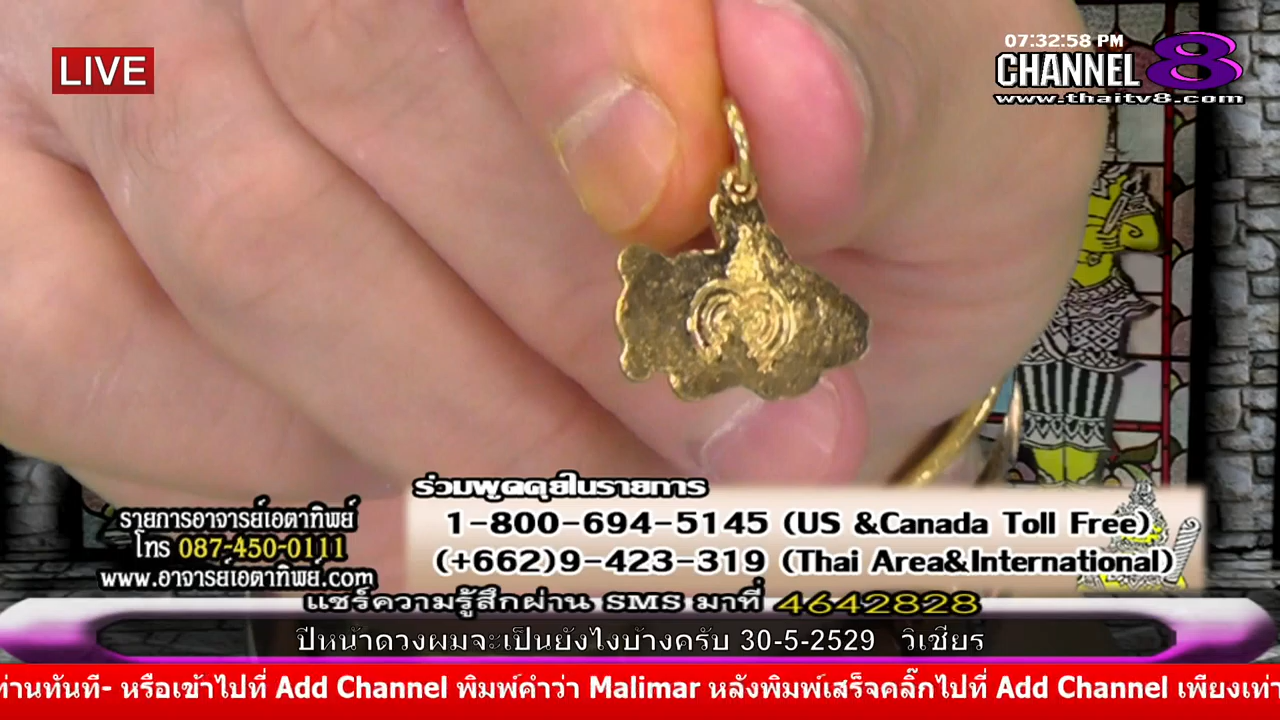 LIVE
07:32:58 PM
CHANNEL 8
www.thaitv8.com
ร่วมพูดคุยในรายการ
1-800-694-5145 (US &Canada Toll Free)
(+662)9-423-319 (Thai Area&International)
รายการอาจารย์เอตาทิพย์
โทร 087-450-0111
www.อาจารย์เอตาทิพย์.com
แชร์ความรู้สึกผ่าน SMS มาที่ 4642828
ปีหน้าดวงผมจะเป็นยังไงบ้างครับ 30-5-2529 วิเชียร
ท่านทันที- หรือเข้าไปที่ Add Channel พิมพ์คำว่า Malimar หลังพิมพ์เสร็จคลิ๊กไปที่ Add Channel เพียงเท่า